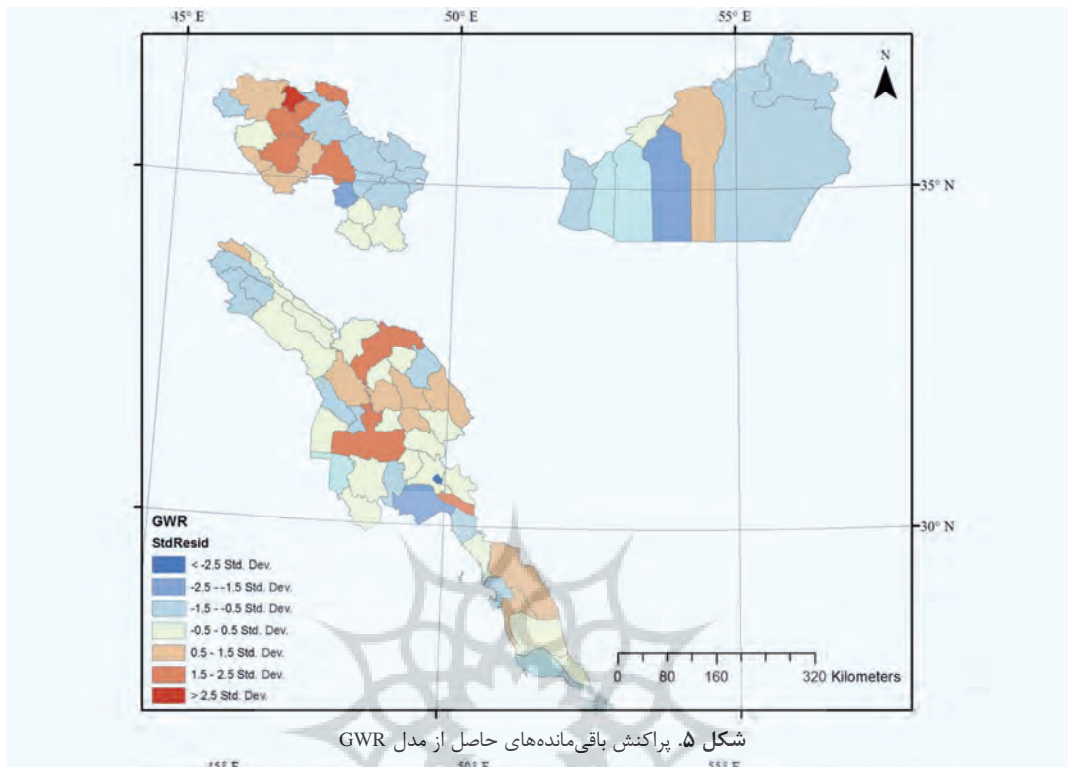 45° E 50° E 55° E
N
35° N
30° N
GWR
StdResid
< -2.5 Std. Dev.
-2.5 - -1.5 Std. Dev.
-1.5 - -0.5 Std. Dev.
-0.5 - 0.5 Std. Dev.
0.5 - 1.5 Std. Dev.
1.5 - 2.5 Std. Dev.
> 2.5 Std. Dev.
0 80 160 320 Kilometers
شکل ۵. پراکنش باقی‌مانده‌های حاصل از مدل GWR